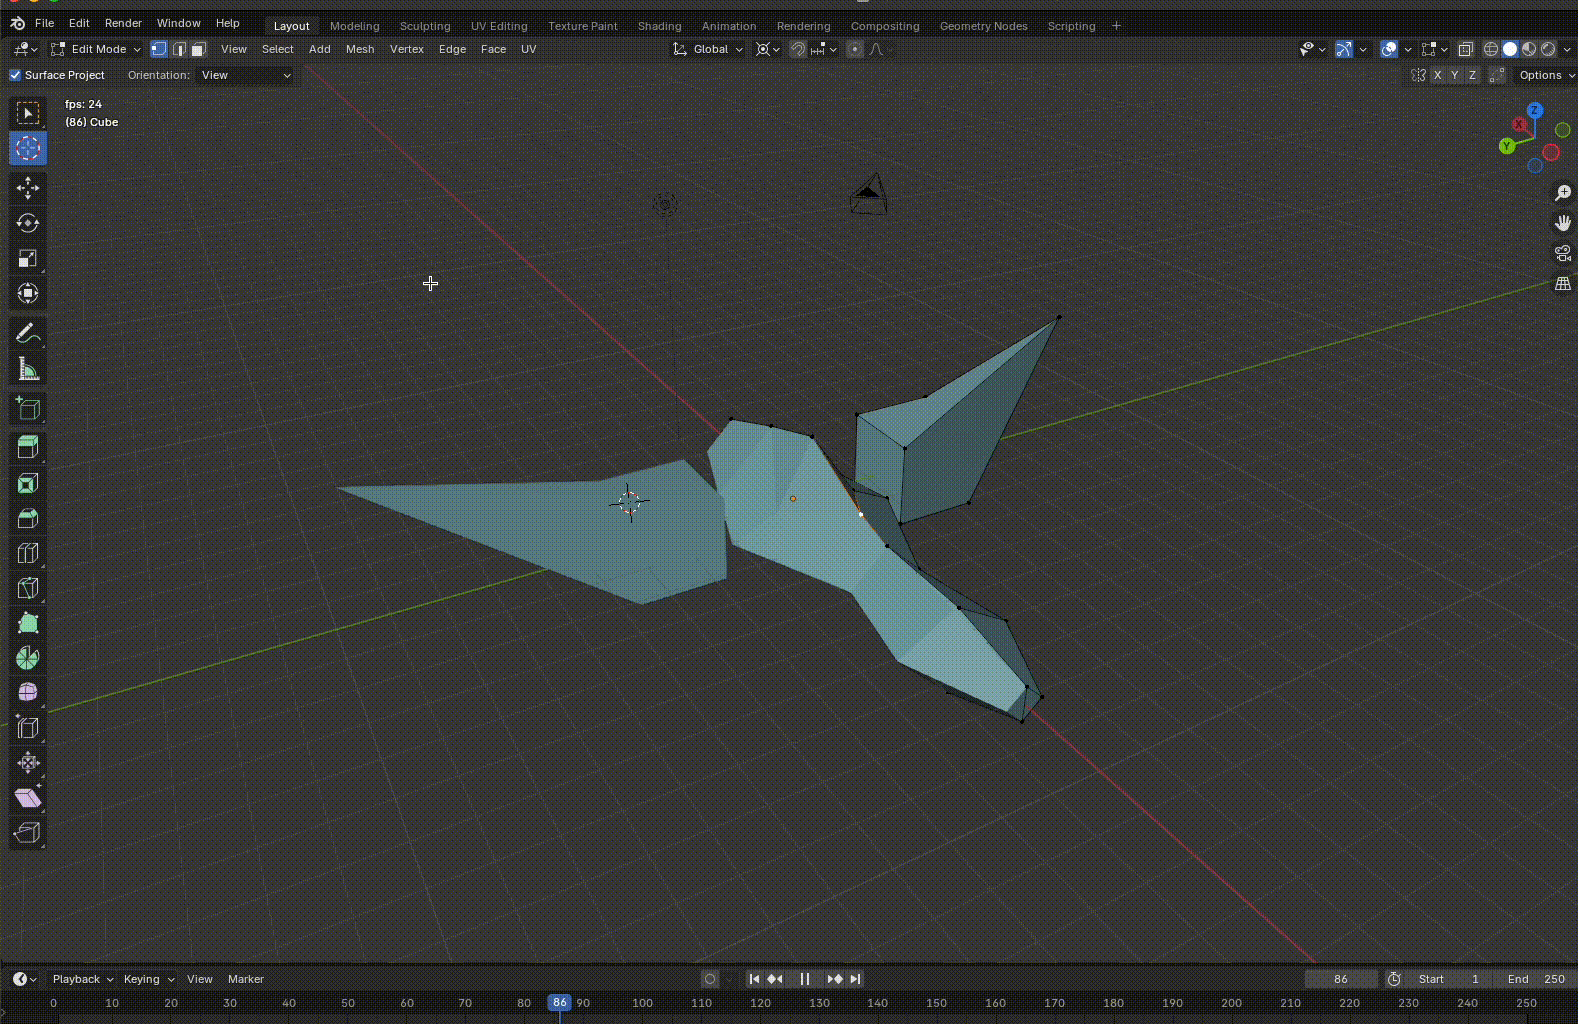 File Edit Render Window Help Layout Modeling Sculpting UV Editing Texture Paint Shading Animation Rendering Compositing Geometry Nodes Scripting +
Edit Mode View Select Add Mesh Vertex Edge Face UV Global
Surface Project Orientation: View X Y Z Options
fps: 24
(86) Cube
Z
X
Y
Playback Keying View Marker 86 Start 1 End 250
0 10 20 30 40 50 60 70 80 86 90 100 110 120 130 140 150 160 170 180 190 200 210 220 230 240 250